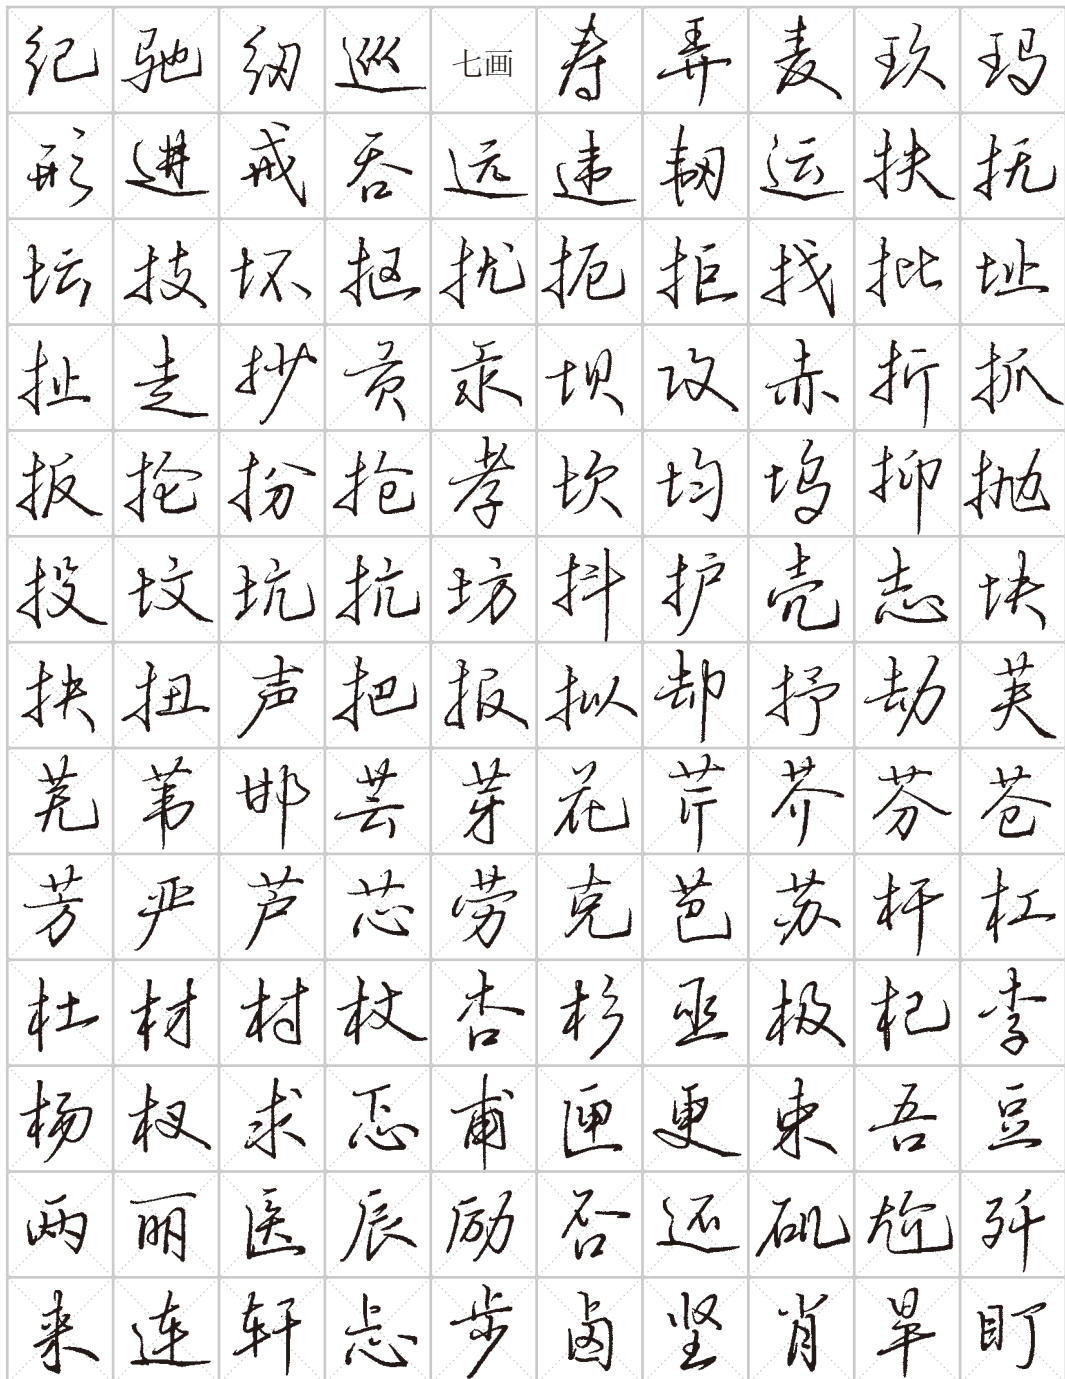 纪驰纫巡七画寿弄麦玖玛
形进戒吞远违韧运扶抚
坛技坏抠扰扼拒找批址
扯走抄贡汞坝攻赤折抓
扳抡扮抢孝坎均坞抑抛
投坟坑抗坊抖护壳志块
抉扭声把报拟却抒劫芙
芜苇邯芸芽花芹芥芬苍
芳严芦芯劳克芭苏杆杠
杜材村杖杏杉巫极杞李
杨杈求忑甫匣更束吾豆
两丽医辰励否还矶尬歼
来连轩忐步卤坚肖旱盯